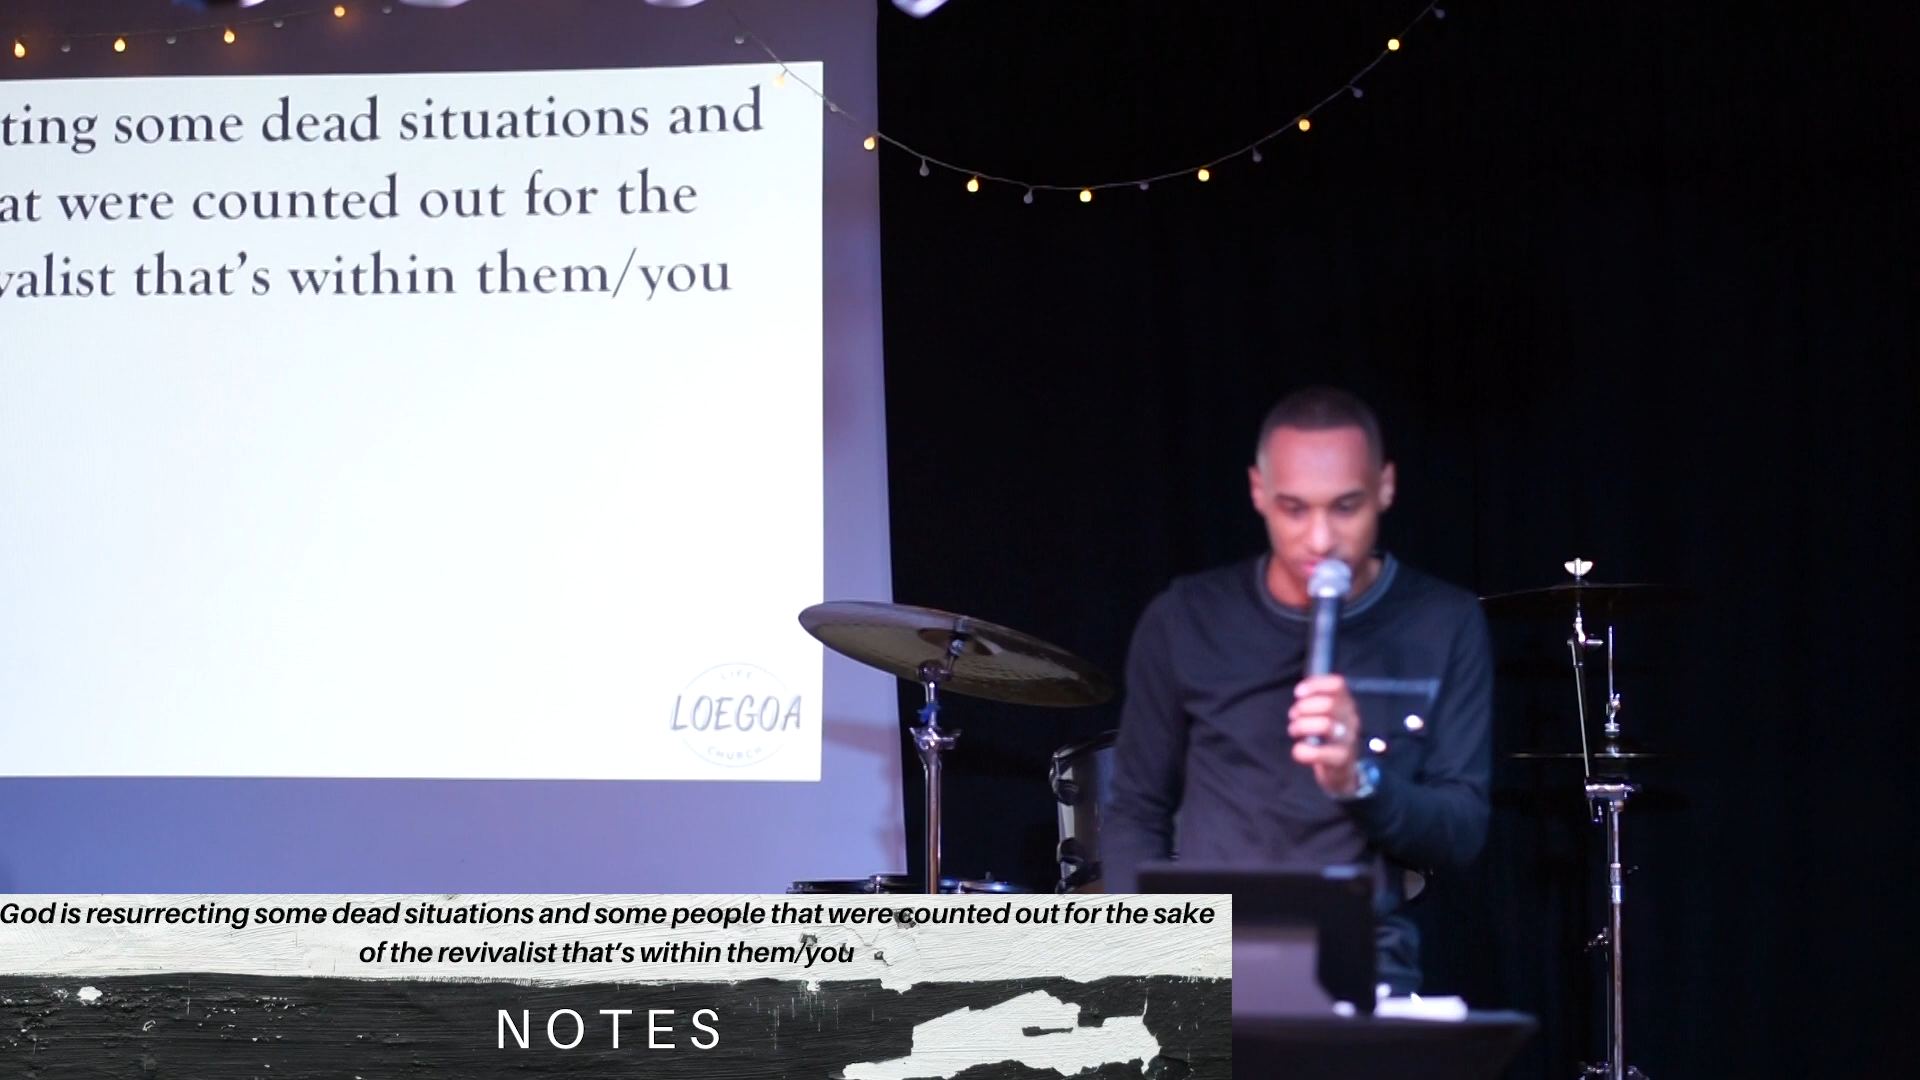 ting some dead situations and
at were counted out for the
valist that’s within them/you
LIFE
LOEGOA
CHURCH
God is resurrecting some dead situations and some people that were counted out for the sake
of the revivalist that’s within them/you
NOTES